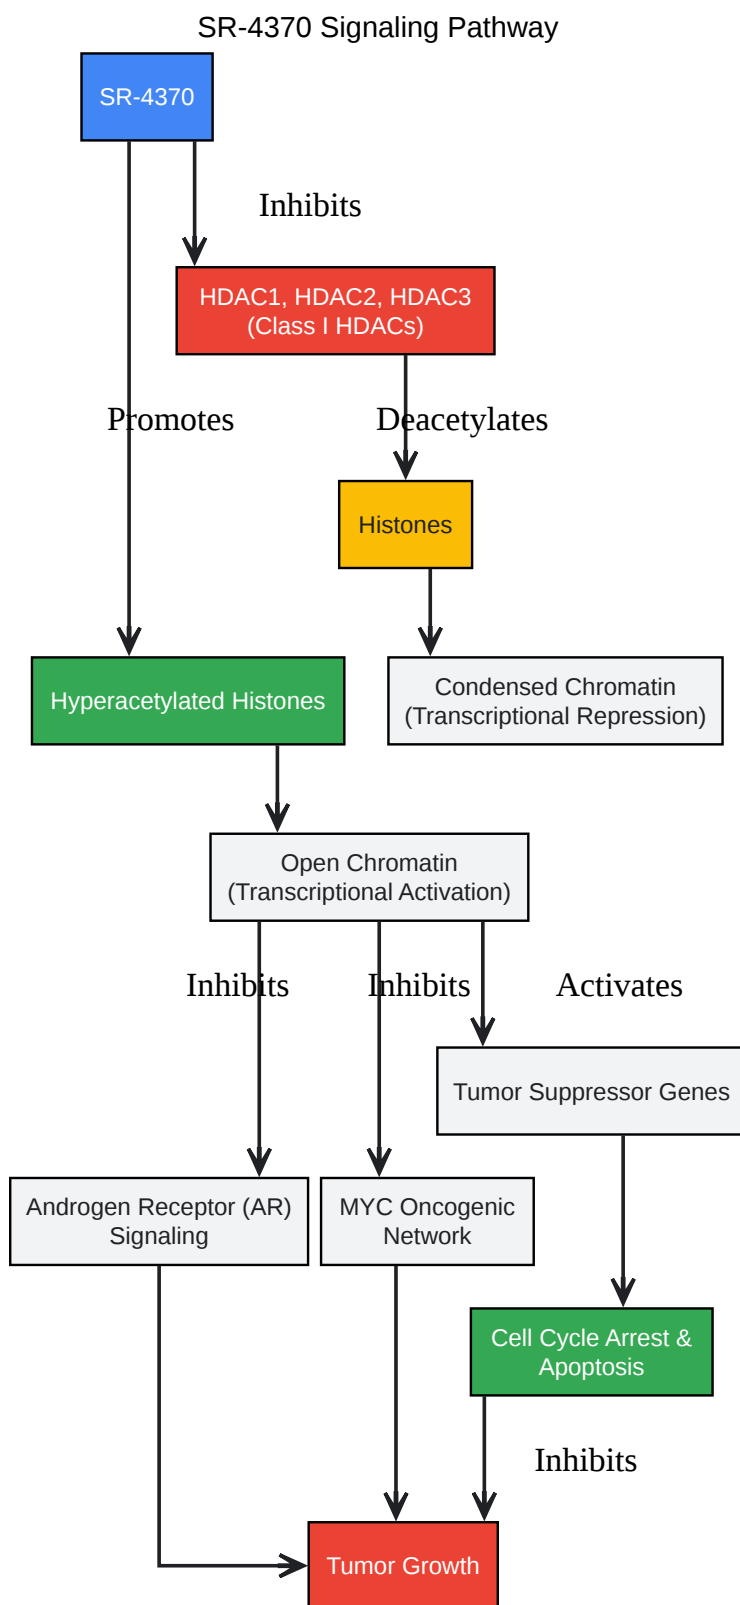 SR-4370 Signaling Pathway
SR-4370
Inhibits
HDAC1, HDAC2, HDAC3
(Class I HDACs)
Promotes
Deacetylates
Histones
Hyperacetylated Histones
Condensed Chromatin
(Transcriptional Repression)
Open Chromatin
(Transcriptional Activation)
Inhibits
Inhibits
Activates
Tumor Suppressor Genes
Androgen Receptor (AR)
Signaling
MYC Oncogenic
Network
Cell Cycle Arrest &
Apoptosis
Inhibits
Tumor Growth